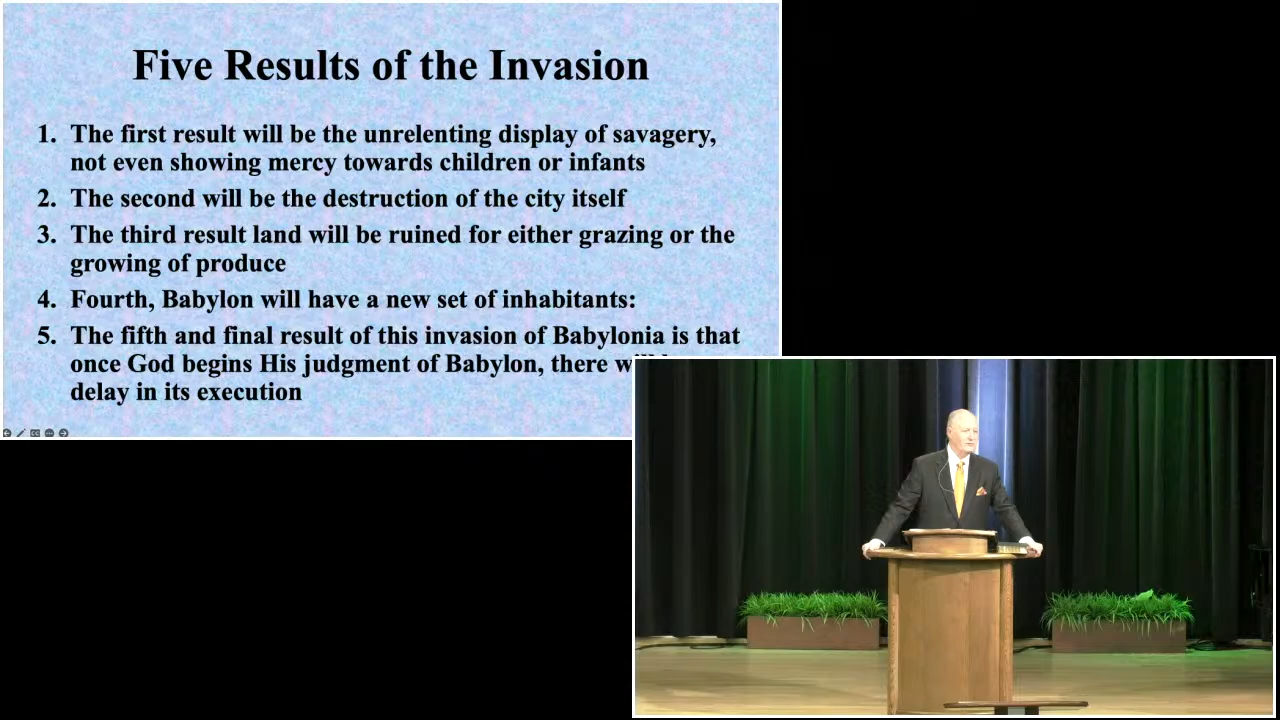 Five Results of the Invasion
1. The first result will be the unrelenting display of savagery,
not even showing mercy towards children or infants
2. The second will be the destruction of the city itself
3. The third result land will be ruined for either grazing or the
growing of produce
4. Fourth, Babylon will have a new set of inhabitants:
5. The fifth and final result of this invasion of Babylonia is that
once God begins His judgment of Babylon, there
delay in its execution